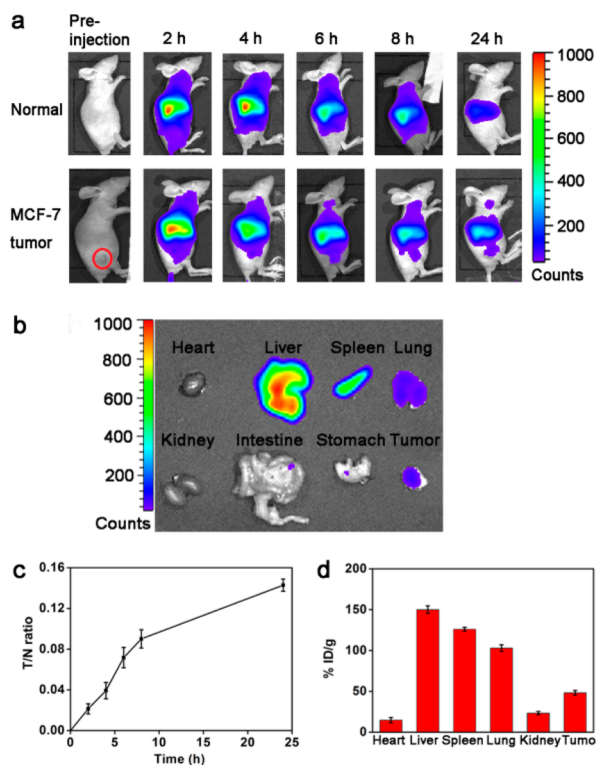 a
Pre-
injection
2 h
4 h
6 h
8 h
24 h
Normal
MCF-7
tumor
1000
800
600
400
200
Counts
b
1000
800
600
400
200
Counts
Heart
Liver
Spleen
Lung
Kidney
Intestine
Stomach
Tumor
c
0.16
0.12
0.08
0.04
0.00
T/N ratio
0
5
10
15
20
25
Time (h)
d
200
150
100
50
0
% ID/g
Heart
Liver
Spleen
Lung
Kidney
Tumo